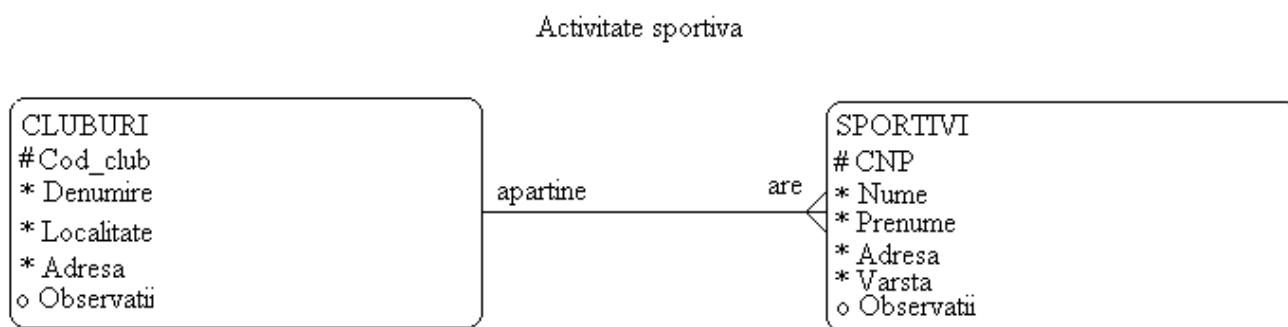 Activitate sportiva
CLUBURI
#Cod_club
* Denumire
* Localitate
* Adresa
o Observatii
apartine
are
SPORTIVI
# CNP
* Nume
* Prenume
* Adresa
* Varsta
o Observatii